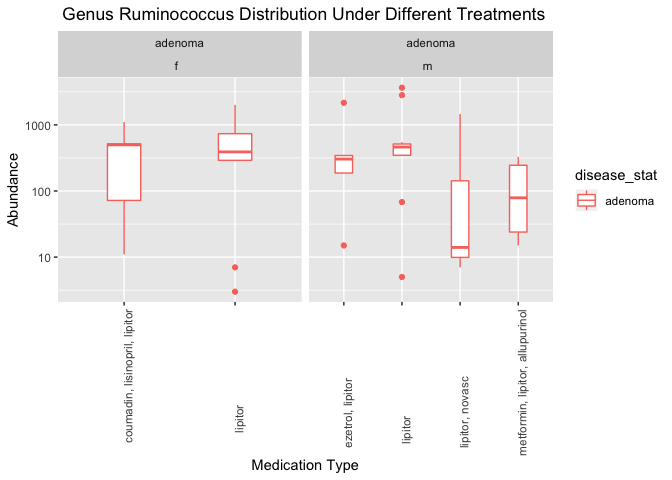 Genus Ruminococcus Distribution Under Different Treatments
adenoma
f
adenoma
m
Abundance
1000
100
10
coumadin, lisinopril, lipitor
lipitor
ezetrol, lipitor
lipitor
lipitor, novasc
metformin, lipitor, allupurinol
Medication Type
disease_stat
adenoma